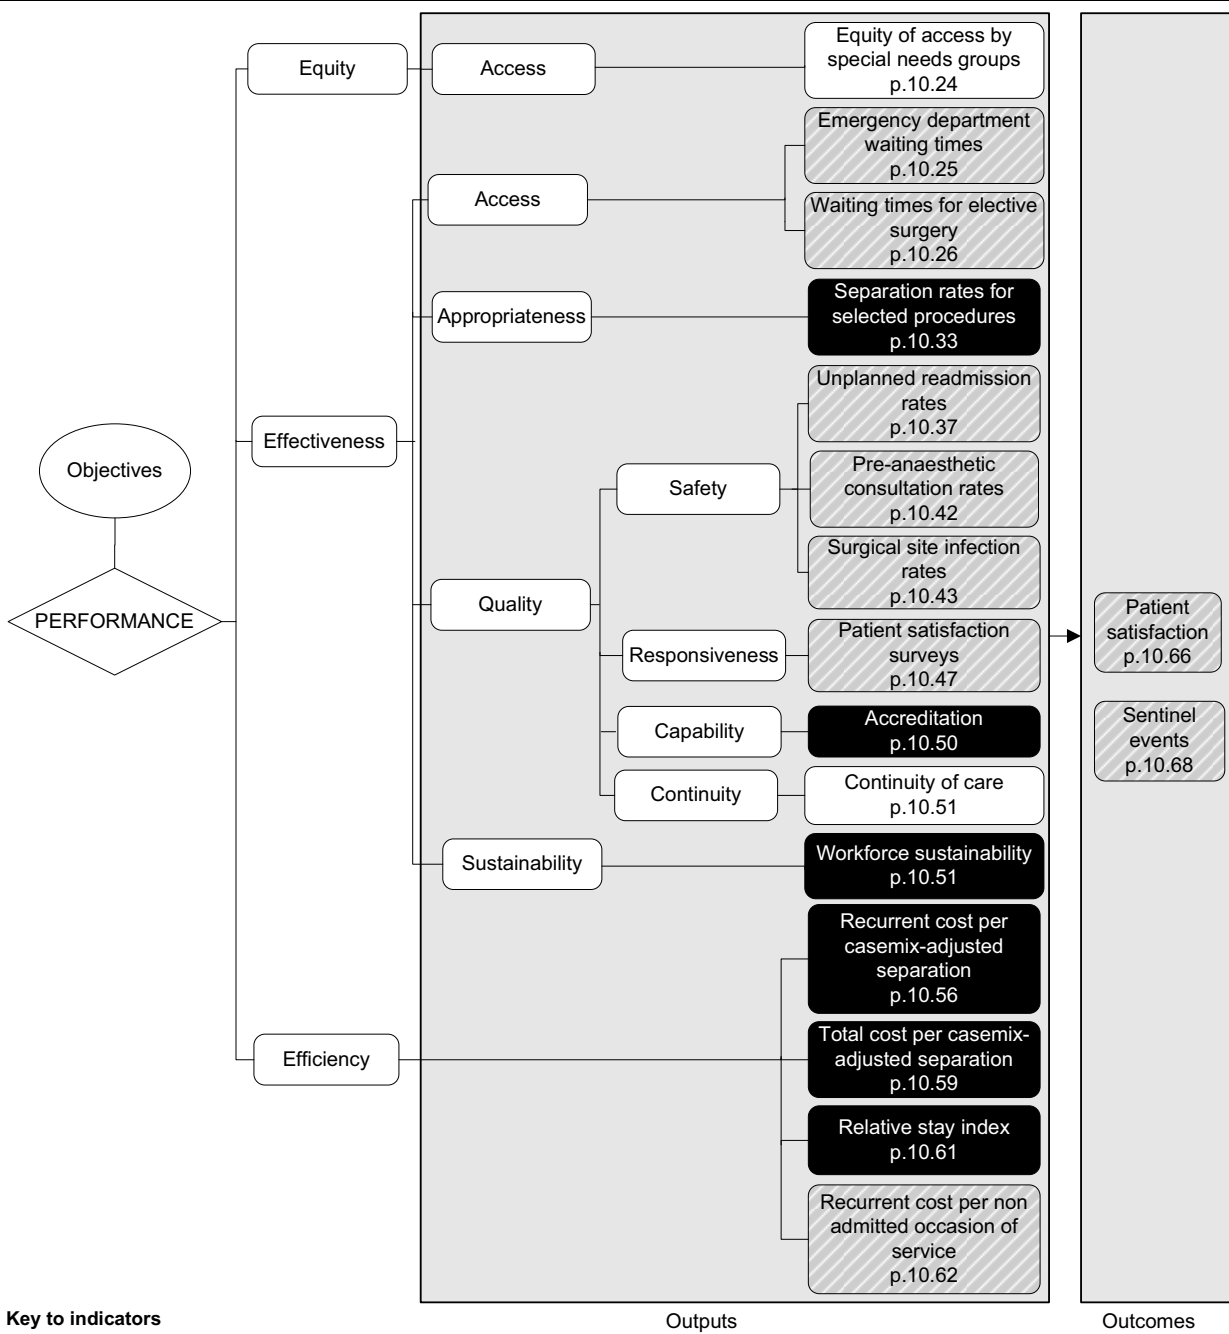 Objectives
PERFORMANCE
Equity
Effectiveness
Efficiency
Access
Access
Appropriateness
Quality
Sustainability
Safety
Responsiveness
Capability
Continuity
Equity of access by
special needs groups
p.10.24
Emergency department
waiting times
p.10.25
Waiting times for elective
surgery
p.10.26
Separation rates for
selected procedures
p.10.33
Unplanned readmission
rates
p.10.37
Pre-anaesthetic
consultation rates
p.10.42
Surgical site infection
rates
p.10.43
Patient satisfaction
surveys
p.10.47
Accreditation
p.10.50
Continuity of care
p.10.51
Workforce sustainability
p.10.51
Recurrent cost per
casemix-adjusted
separation
p.10.56
Total cost per casemix-
adjusted separation
p.10.59
Relative stay index
p.10.61
Recurrent cost per non
admitted occasion of
service
p.10.62
Patient
satisfaction
p.10.66
Sentinel
events
p.10.68
Key to indicators
Outputs
Outcomes